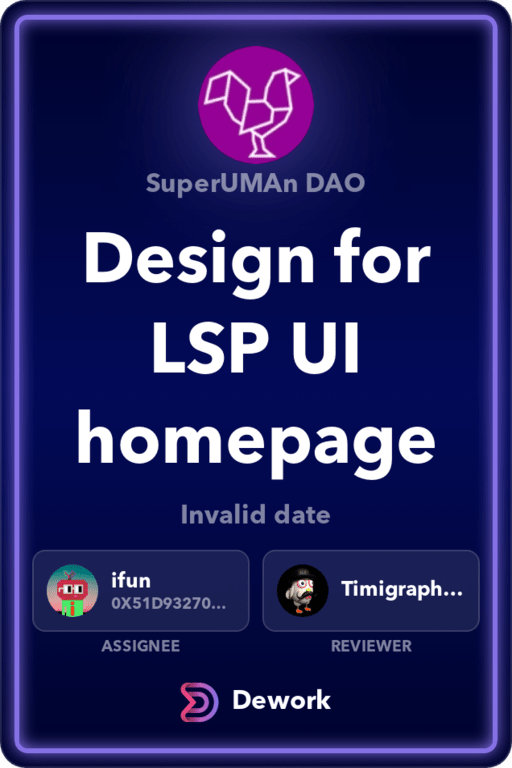 SuperUMAn DAO
Design for
LSP UI
homepage
Invalid date
ifun
0X51D93270...
Timigraph...
ASSIGNEE
REVIEWER
Dework